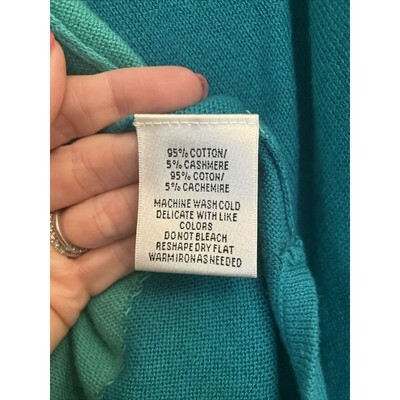 95% COTTON/
5% CASHMERE
95% COTON/
5% CACHEMIRE
MACHINE WASH COLD
DELICATE WITH LIKE
COLORS
DO NOT BLEACH
RESHAPE DRY FLAT
WARM IRON AS NEEDED